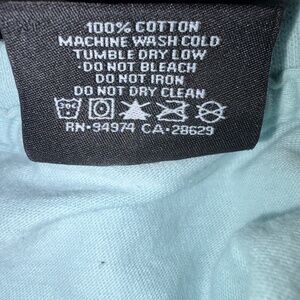 100% COTTON
MACHINE WASH COLD
TUMBLE DRY LOW
·DO NOT BLEACH
DO NOT IRON
DO NOT DRY CLEAN
RN·94974 CA·28629